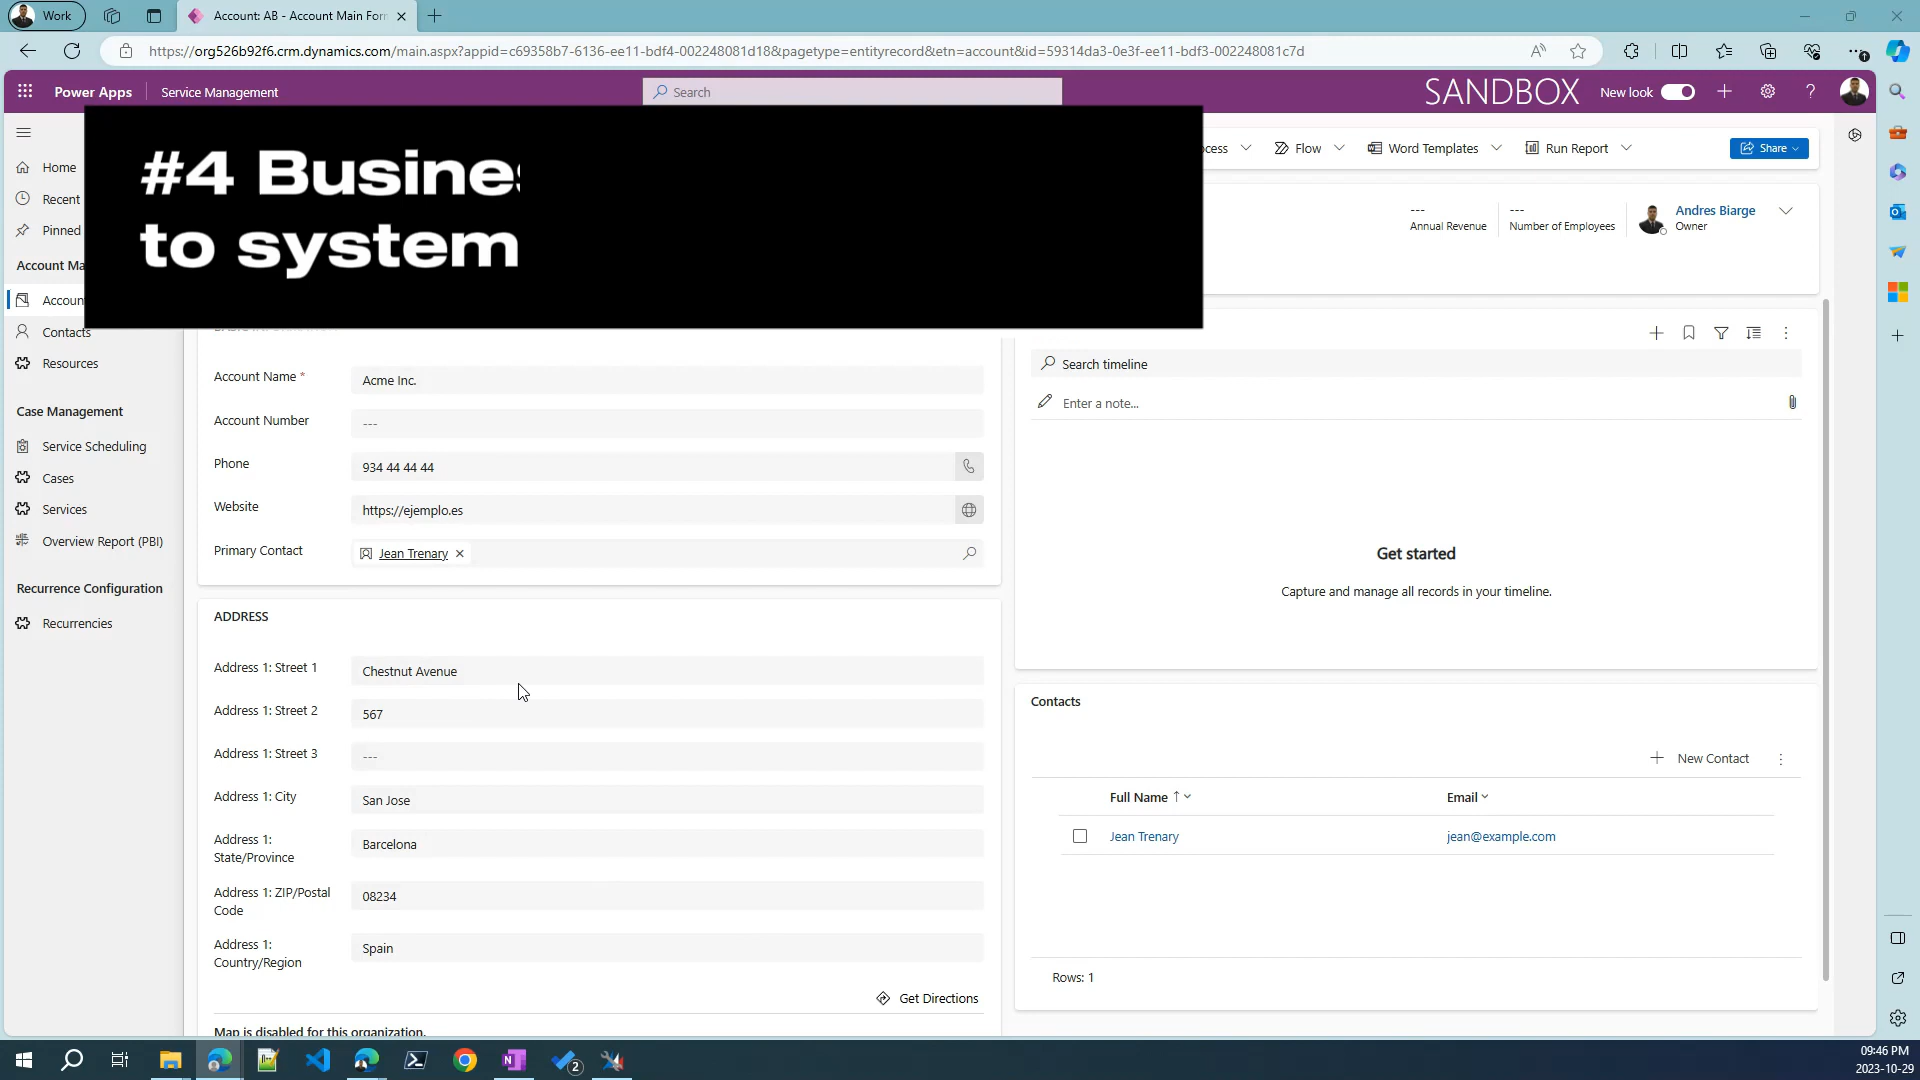 Work
Account: AB - Account Main For
https://org526b92f6.crm.dynamics.com/main.aspx?appid=c69358b7-6136-ee11-bdf4-002248081d18&pagetype=entityrecord&etn=account&id=59314da3-0e3f-ee11-bdf3-002248081c7d
Power Apps
Service Management
Search
SANDBOX
New look
#4 Busines
to system
Flow
Word Templates
Run Report
Share
Home
Recent
Pinned
---
Annual Revenue
---
Number of Employees
Andres Biarge
Owner
Account Ma
Accoun
Contacts
Resources
Case Management
Service Scheduling
Cases
Services
Overview Report (PBI)
Recurrence Configuration
Recurrencies
Account Name *
Acme Inc.
Account Number
---
Phone
934 44 44 44
Website
https://ejemplo.es
Primary Contact
Jean Trenary
ADDRESS
Address 1: Street 1
Chestnut Avenue
Address 1: Street 2
567
Address 1: Street 3
---
Address 1: City
San Jose
Address 1:
State/Province
Barcelona
Address 1: ZIP/Postal
Code
08234
Address 1:
Country/Region
Spain
Get Directions
Map is disabled for this organization.
Search timeline
Enter a note...
Get started
Capture and manage all records in your timeline.
Contacts
New Contact
Full Name
Email
Jean Trenary
jean@example.com
Rows: 1
2
09:46 PM
2023-10-29